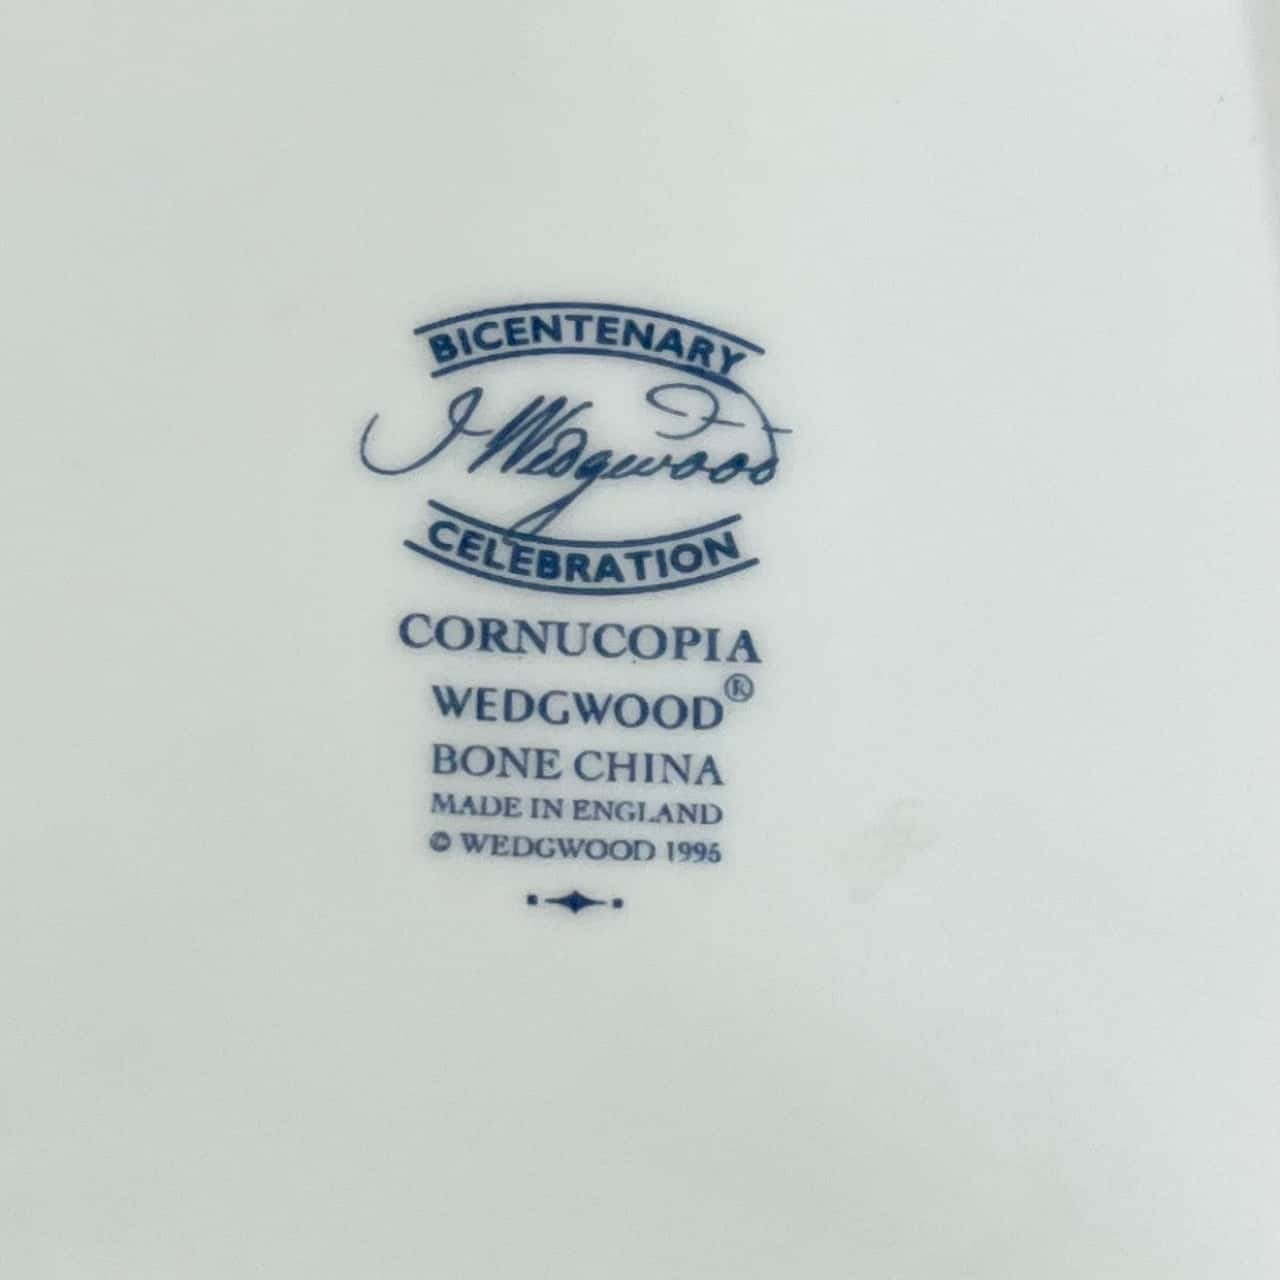 BICENTENARY
J Wedgwood
CELEBRATION
CORNUCOPIA
WEDGWOOD®
BONE CHINA
MADE IN ENGLAND
© WEDGWOOD 1995